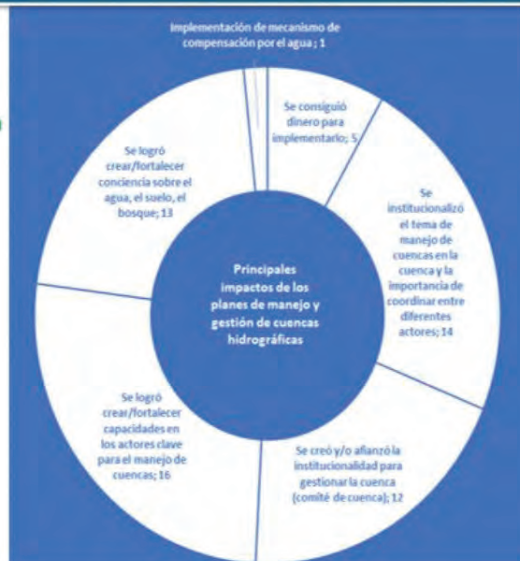 Implementación de mecanismo de
compensación por el agua; 1
Se consiguió
dinero para
implementarlo; 5
Se
institucionalizó
el tema de
manejo de
cuencas en la
cuenca y la
importancia de
coordinar entre
diferentes
actores; 14
Se creó y/o afianzó la
institucionalidad para
gestionar la cuenca
(comité de cuenca); 12
Se logró
crear/fortalecer
capacidades en
los actores clave
para el manejo de
cuencas; 16
Se logró
crear/fortalecer
conciencia sobre el
agua, el suelo, el
bosque; 13
Principales
impactos de los
planes de manejo y
gestión de cuencas
hidrográficas